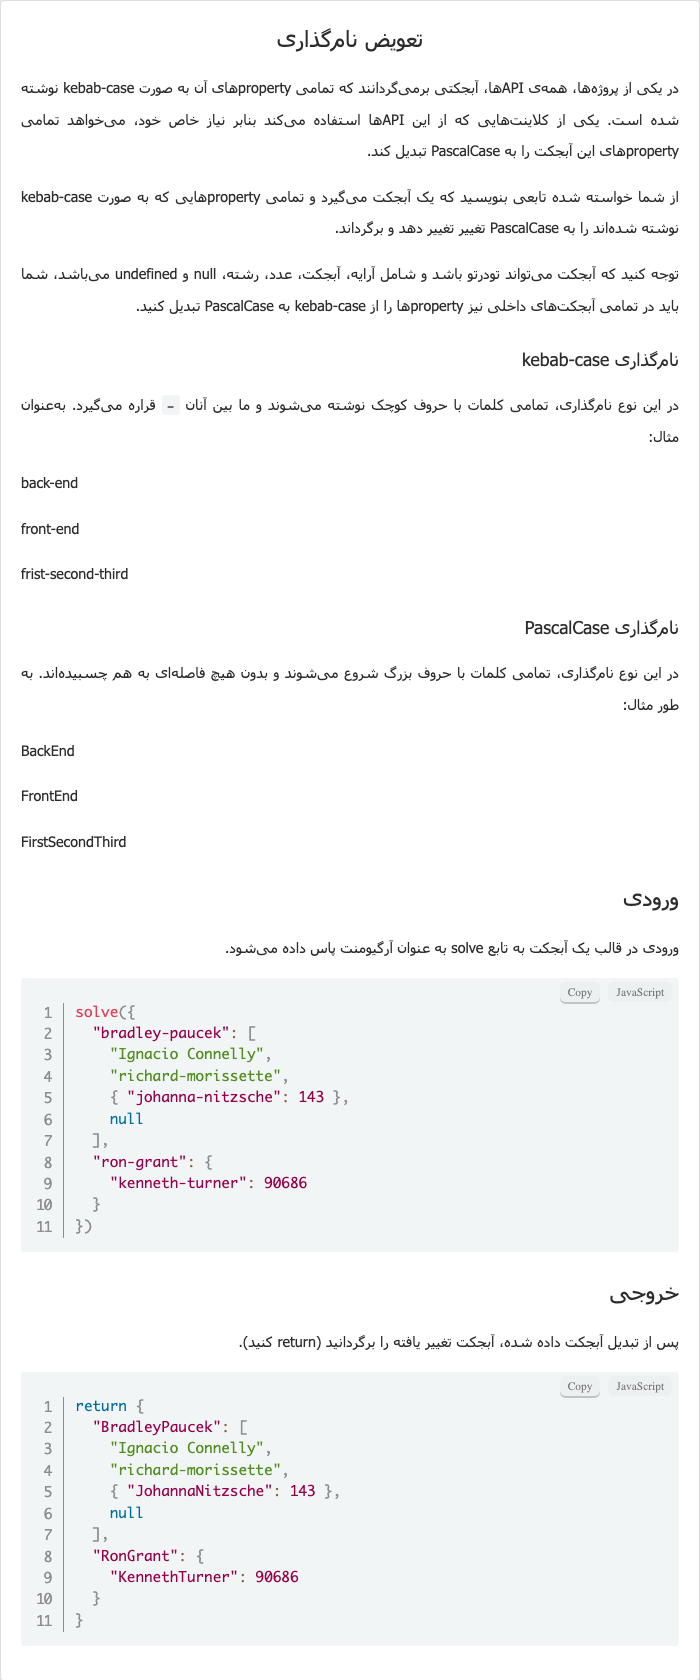 تعویض نام‌گذاری
در یکی از پروژه‌ها، همه‌ی APIها، آبجکتی برمی‌گردانند که تمامی propertyهای آن به صورت kebab-case نوشته
شده است. یکی از کلاینت‌هایی که از این APIها استفاده می‌کند بنابر نیاز خاص خود، می‌خواهد تمامی
propertyهای این آبجکت را به PascalCase تبدیل کند.
از شما خواسته شده تابعی بنویسید که یک آبجکت می‌گیرد و تمامی propertyهایی که به صورت kebab-case
نوشته شده‌اند را به PascalCase تغییر تغییر دهد و برگرداند.
توجه کنید که آبجکت می‌تواند تودرتو باشد و شامل آرایه، آبجکت، عدد، رشته، null و undefined می‌باشد، شما
باید در تمامی آبجکت‌های داخلی نیز propertyها را از kebab-case به PascalCase تبدیل کنید.
نام‌گذاری kebab-case
در این نوع نام‌گذاری، تمامی کلمات با حروف کوچک نوشته می‌شوند و ما بین آنان - قراره می‌گیرد. به‌عنوان
مثال:
back-end
front-end
frist-second-third
نام‌گذاری PascalCase
در این نوع نام‌گذاری، تمامی کلمات با حروف بزرگ شروع می‌شوند و بدون هیچ فاصله‌ای به هم چسبیده‌اند. به
طور مثال:
BackEnd
FrontEnd
FirstSecondThird
ورودی
ورودی در قالب یک آبجکت به تابع solve به عنوان آرگیومنت پاس داده می‌شود.
Copy JavaScript
1 solve({
2 "bradley-paucek": [
3 "Ignacio Connelly",
4 "richard-morissette",
5 { "johanna-nitzsche": 143 },
6 null
7 ],
8 "ron-grant": {
9 "kenneth-turner": 90686
10 }
11 })
خروجی
پس از تبدیل آبجکت داده شده، آبجکت تغییر یافته را برگردانید (return کنید).
Copy JavaScript
1 return {
2 "BradleyPaucek": [
3 "Ignacio Connelly",
4 "richard-morissette",
5 { "JohannaNitzsche": 143 },
6 null
7 ],
8 "RonGrant": {
9 "KennethTurner": 90686
10 }
11 }